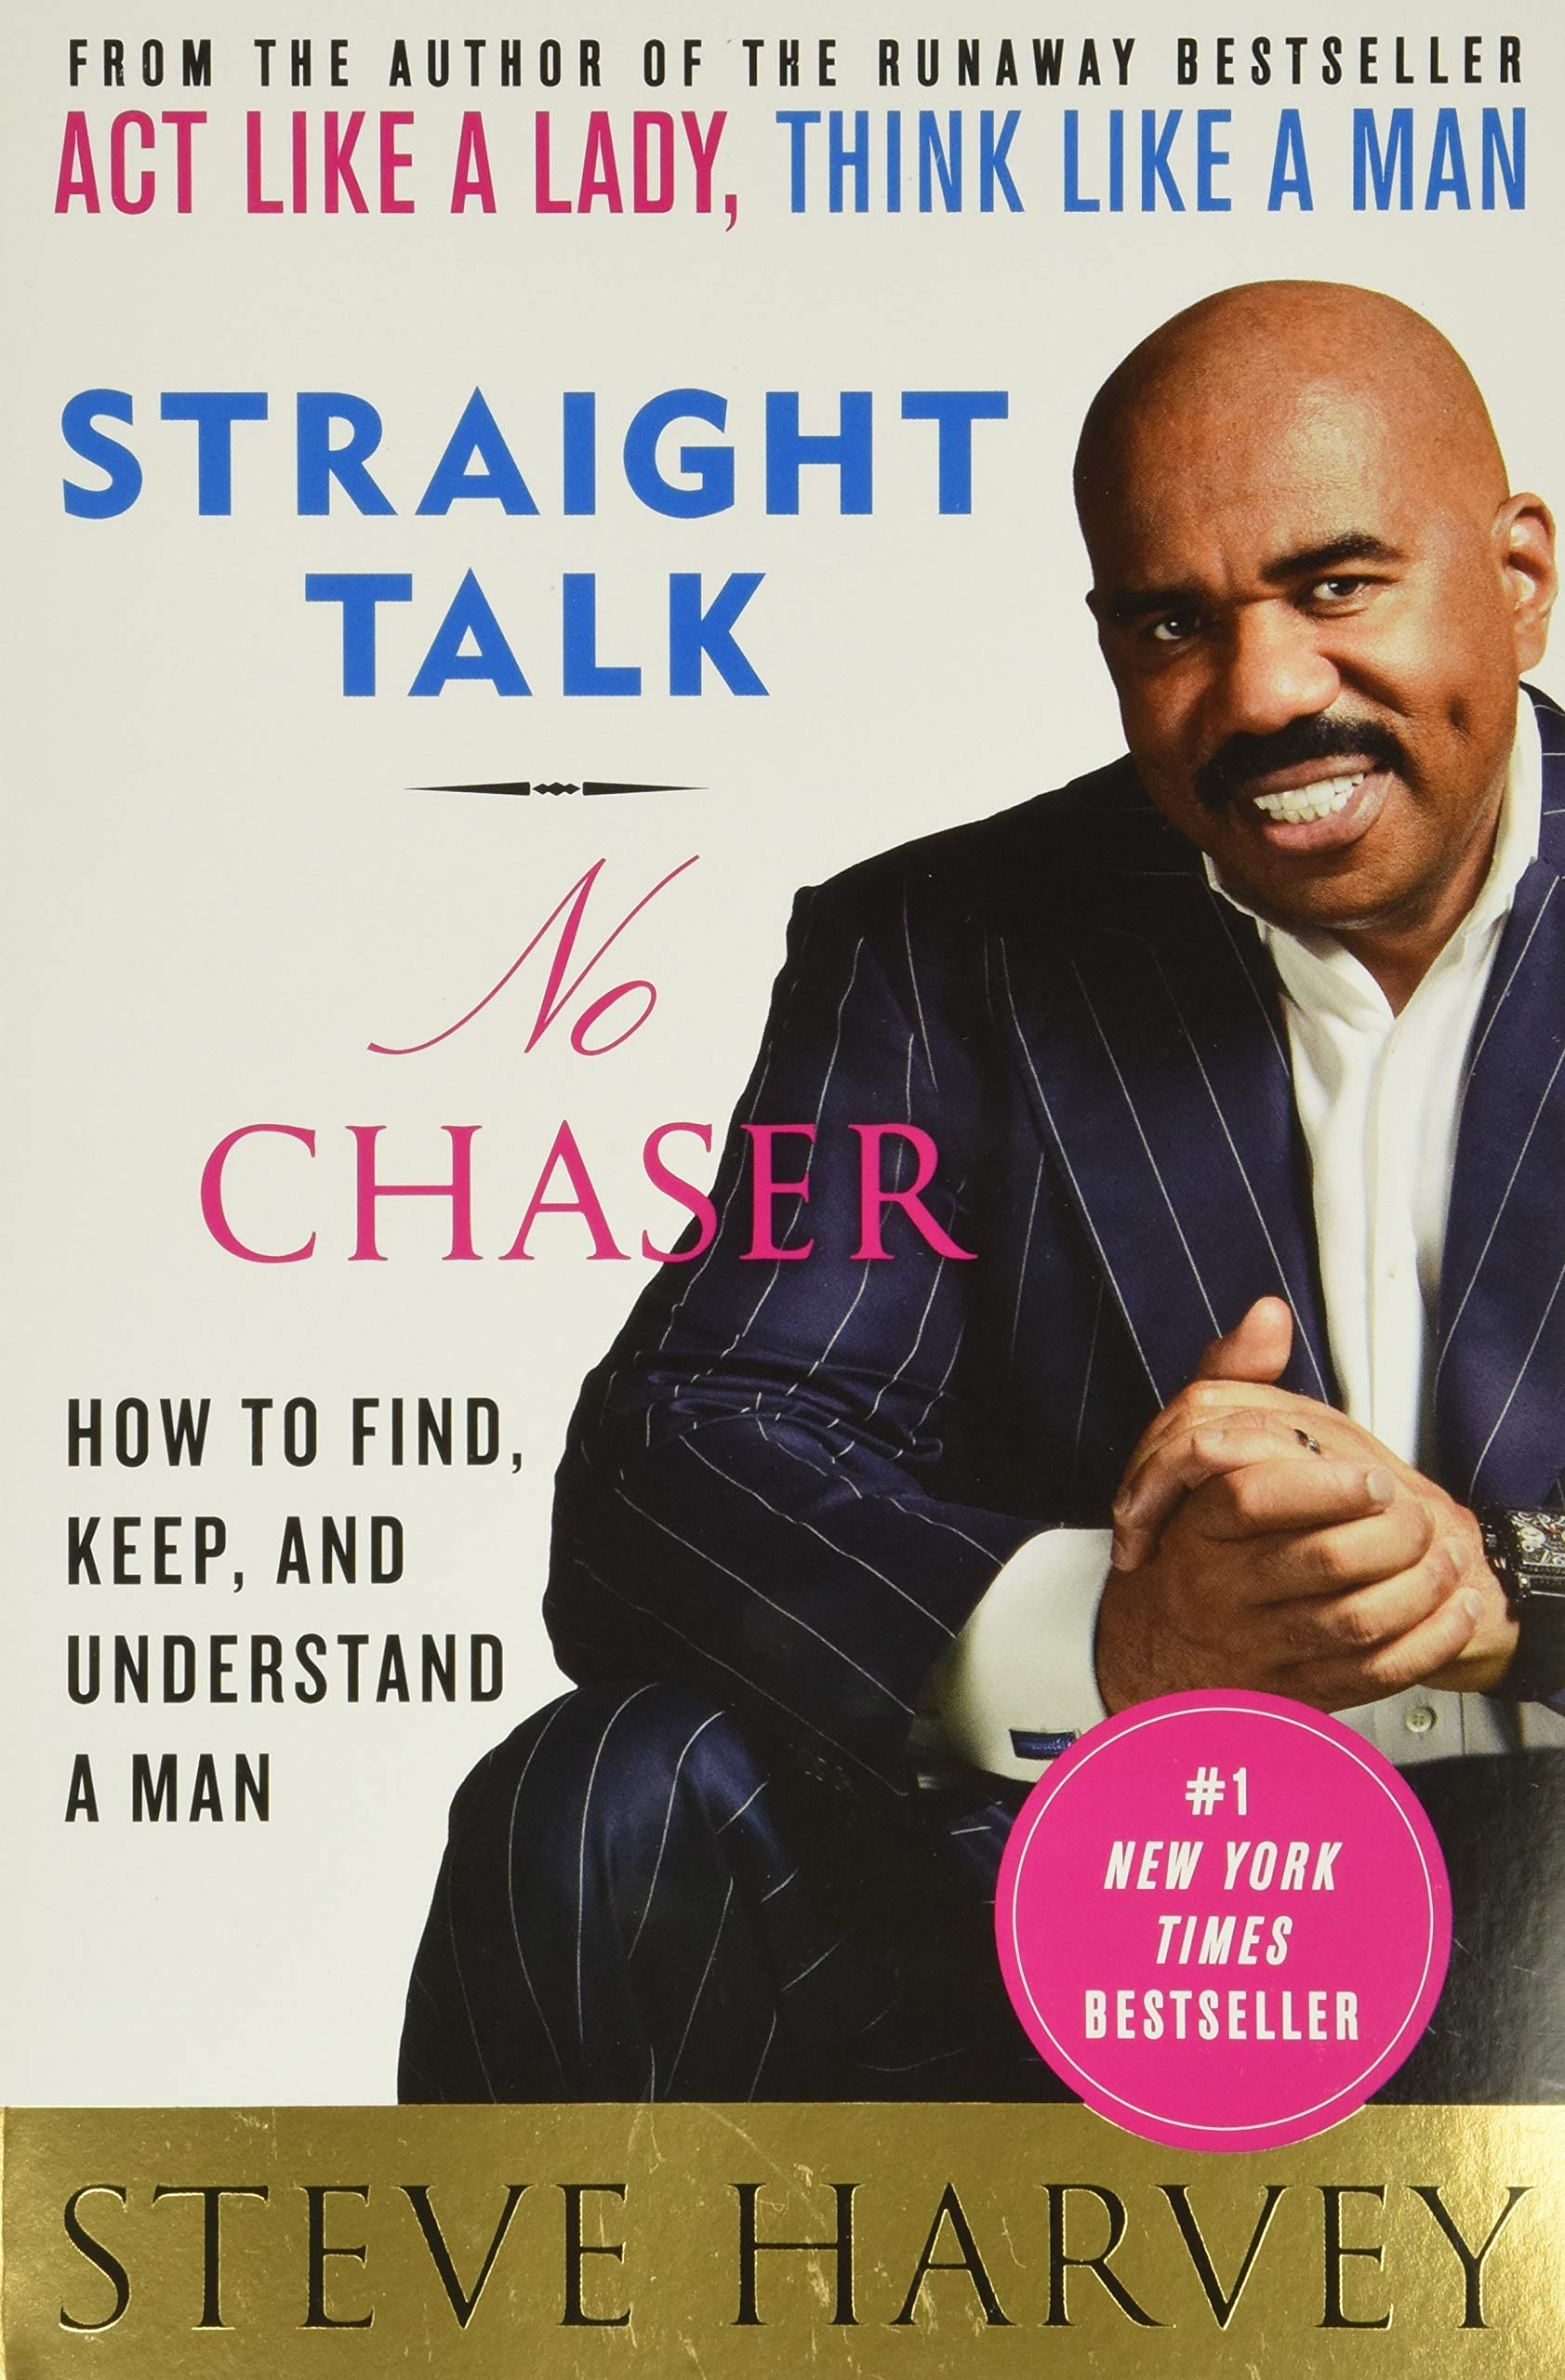 FROM THE AUTHOR OF THE RUNAWAY BESTSELLER
ACT LIKE A LADY, THINK LIKE A MAN
STRAIGHT
TALK
No
CHASER
HOW TO FIND,
KEEP, AND
UNDERSTAND
A MAN
#1
NEW YORK
TIMES
BESTSELLER
STEVE HARVEY